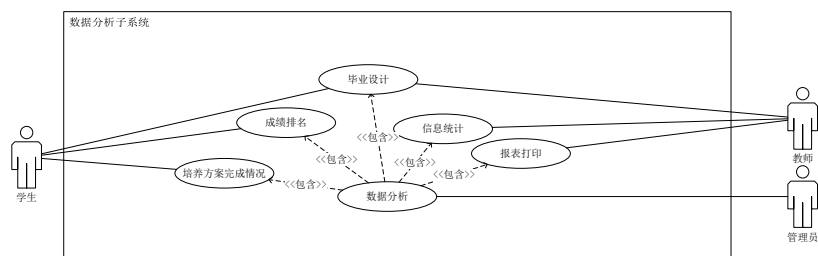 数据分析子系统
毕业设计
成绩排名
信息统计
<<包含>>
报表打印
教师
<<包含>>
<<包含>>
培养方案完成情况
<<包含>>
<<包含>>
学生
数据分析
管理员